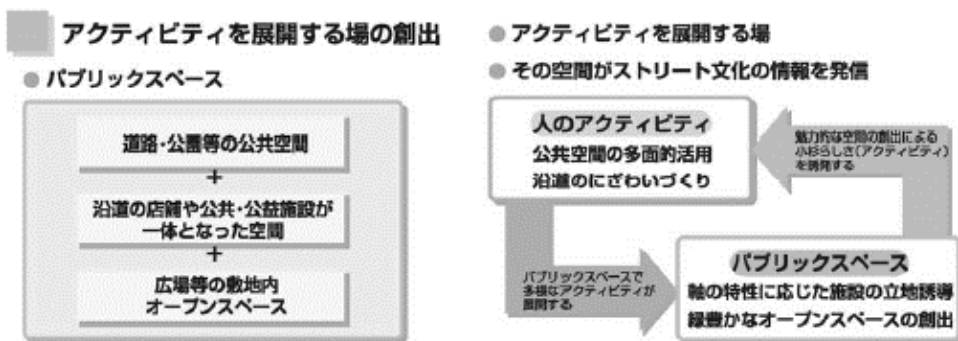 アクティビティを展開する場の創出
● パブリックスペース
道路・公園等の公共空間
+
沿道の店舗や公共・公益施設が
一体となった空間
+
広場等の敷地内
オープンスペース
● アクティビティを展開する場
● その空間がストリート文化の情報を発信
人のアクティビティ
公共空間の多面的活用
沿道のにぎわいづくり
魅力的な空間の創出による
小杉らしさ(アクティビティ)
を誘発する
パブリックスペースで
多様なアクティビティが
展開する
パブリックスペース
軸の特性に応じた施設の立地誘導
緑豊かなオープンスペースの創出